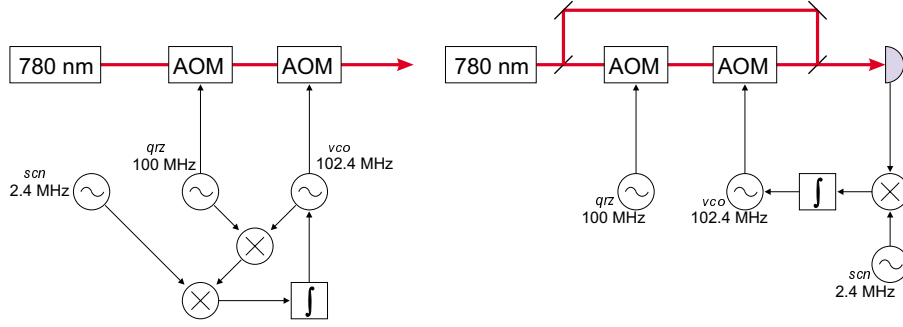 780 nm
AOM
AOM
qrz
100 MHz
vco
102.4 MHz
scn
2.4 MHz
∫
780 nm
AOM
AOM
qrz
100 MHz
vco
102.4 MHz
∫
scn
2.4 MHz